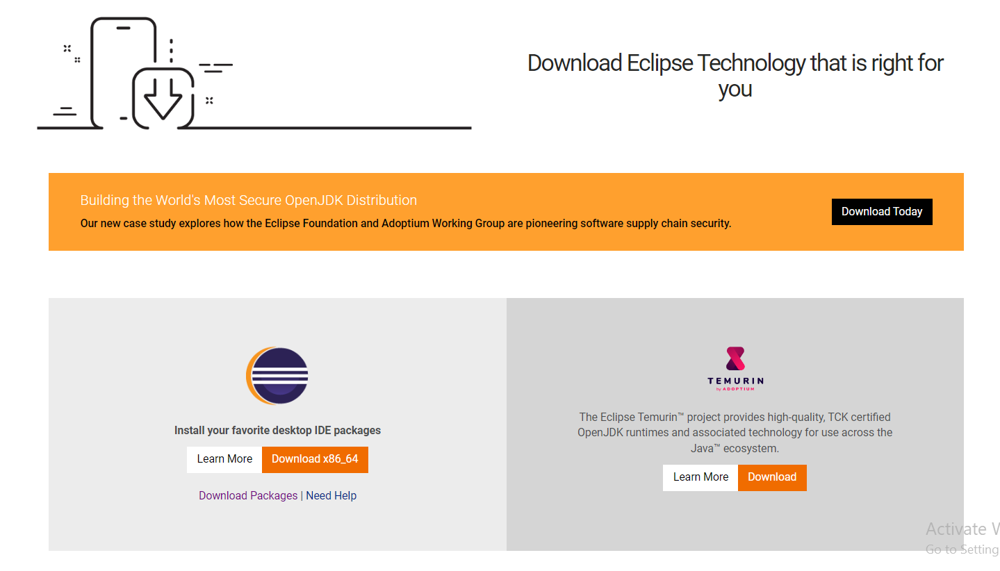 Download Eclipse Technology that is right for
you
Building the World's Most Secure OpenJDK Distribution
Our new case study explores how the Eclipse Foundation and Adoptium Working Group are pioneering software supply chain security.
Download Today
Install your favorite desktop IDE packages
Learn More Download x86_64
Download Packages | Need Help
TEMURIN
by ADOPTIUM
The Eclipse Temurin™ project provides high-quality, TCK certified
OpenJDK runtimes and associated technology for use across the
Java™ ecosystem.
Learn More Download
Activate W
Go to Setting